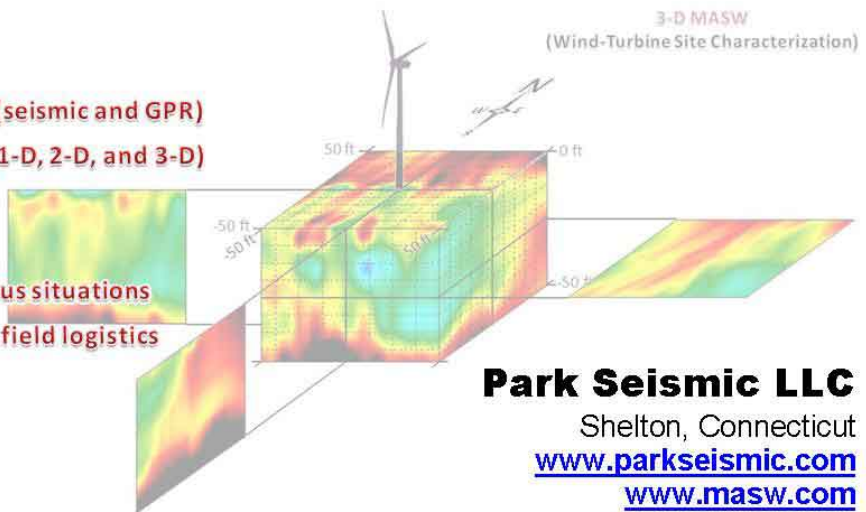 3-D MASW
(Wind-Turbine Site Characterization)
(seismic and GPR)
1-D, 2-D, and 3-D)
N
W
E
50 ft
0 ft
-50 ft
-50 ft
50 ft
-50 ft
us situations
field logistics
Park Seismic LLC
Shelton, Connecticut
www.parkseismic.com
www.masw.com